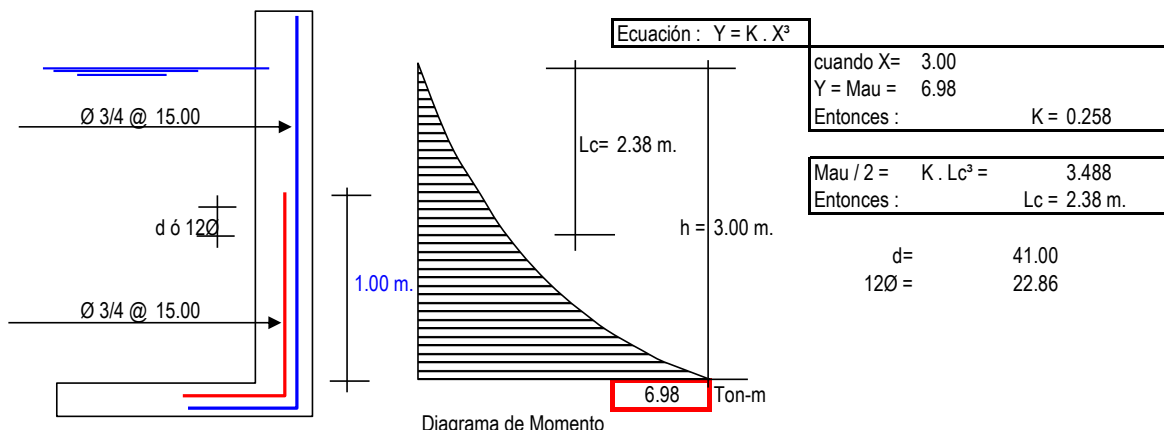 Ecuación : Y = K . X³
cuando X= 3.00
Y = Mau = 6.98
Entonces : K = 0.258
Ø 3/4 @ 15.00
Lc= 2.38 m.
Mau / 2 = K . Lc³ = 3.488
Entonces : Lc = 2.38 m.
d ó 12Ø
h = 3.00 m.
d= 41.00
1.00 m.
12Ø = 22.86
Ø 3/4 @ 15.00
6.98 Ton-m
Diagrama de Momento